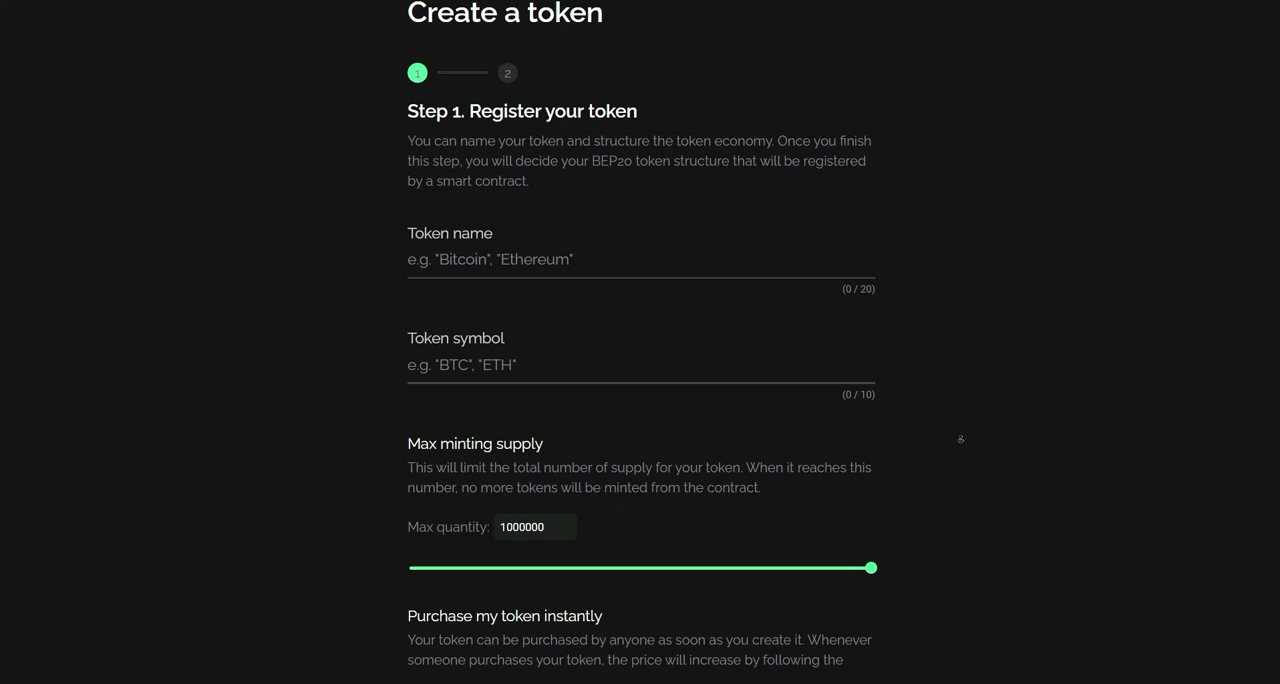 Create a token
1
2
Step 1. Register your token
You can name your token and structure the token economy. Once you finish
this step, you will decide your BEP20 token structure that will be registered
by a smart contract.
Token name
e.g. "Bitcoin", "Ethereum"
(0 / 20)
Token symbol
e.g. "BTC", "ETH"
(0 / 10)
Max minting supply
This will limit the total number of supply for your token. When it reaches this
number, no more tokens will be minted from the contract.
Max quantity: 1000000
Purchase my token instantly
Your token can be purchased by anyone as soon as you create it. Whenever
someone purchases your token, the price will increase by following the